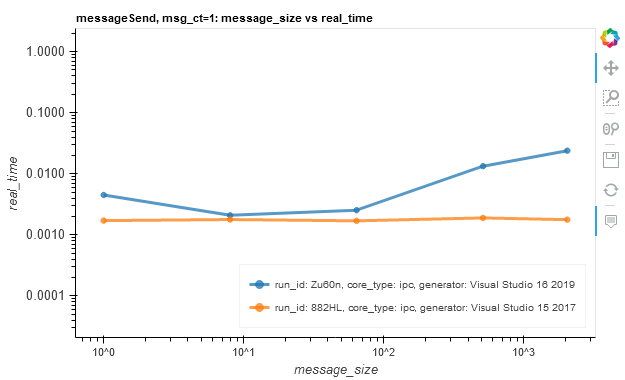 messageSend, msg_ct=1: message_size vs real_time
1.0000
0.1000
0.0100
0.0010
0.0001
real_time
run_id: Zu60n, core_type: ipc, generator: Visual Studio 16 2019
run_id: 882HL, core_type: ipc, generator: Visual Studio 15 2017
10^0
10^1
10^2
10^3
message_size